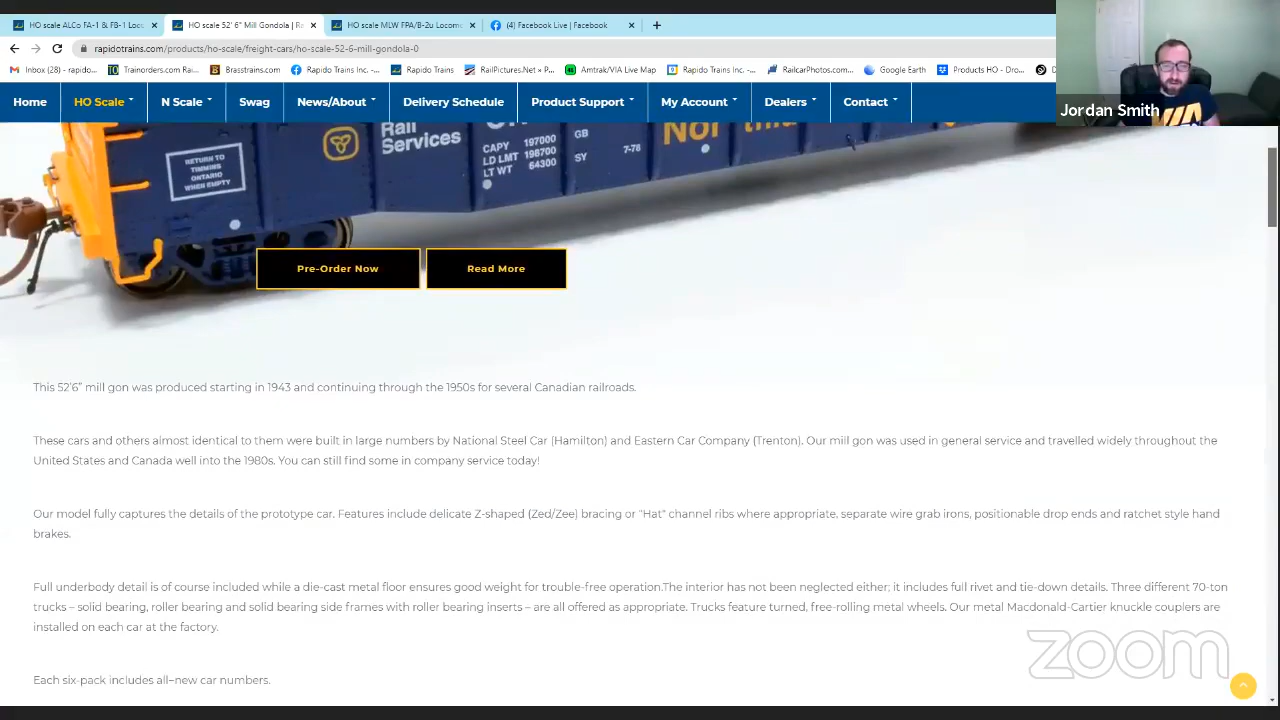 HO scale ALCo FA-1 & FB-1 Loco
HO scale 52' 6" Mill Gondola | Ra
HO scale MLW FPA/B-2u Locom
(4) Facebook Live | Facebook
rapidotrains.com/products/ho-scale/freight-cars/ho-scale-52-6-mill-gondola-0
Inbox (28) - rapido...
Trainorders.com Rai...
Brasstrains.com
Rapido Trains Inc. -...
Rapido Trains
RailPictures.Net » P...
Amtrak/VIA Live Map
Rapido Trains Inc. -...
RailcarPhotos.com...
Google Earth
Products HO - Dro...
Home
HO Scale
N Scale
Swag
News/About
Delivery Schedule
Product Support
My Account
Dealers
Contact
Jordan Smith
Rail
Services
CAPY 197000
LD LMT 198700
LT WT 64300
GB
SY 7-78
RETURN TO
TIMMINS
ONTARIO
WHEN EMPTY
Pre-Order Now
Read More
This 52'6" mill gon was produced starting in 1943 and continuing through the 1950s for several Canadian railroads.
These cars and others almost identical to them were built in large numbers by National Steel Car (Hamilton) and Eastern Car Company (Trenton). Our mill gon was used in general service and travelled widely throughout the
United States and Canada well into the 1980s. You can still find some in company service today!
Our model fully captures the details of the prototype car. Features include delicate Z-shaped (Zed/Zee) bracing or "Hat" channel ribs where appropriate, separate wire grab irons, positionable drop ends and ratchet style hand
brakes.
Full underbody detail is of course included while a die-cast metal floor ensures good weight for trouble-free operation.The interior has not been neglected either; it includes full rivet and tie-down details. Three different 70-ton
trucks – solid bearing, roller bearing and solid bearing side frames with roller bearing inserts – are all offered as appropriate. Trucks feature turned, free-rolling metal wheels. Our metal Macdonald-Cartier knuckle couplers are
installed on each car at the factory.
Each six-pack includes all–new car numbers.
zoom